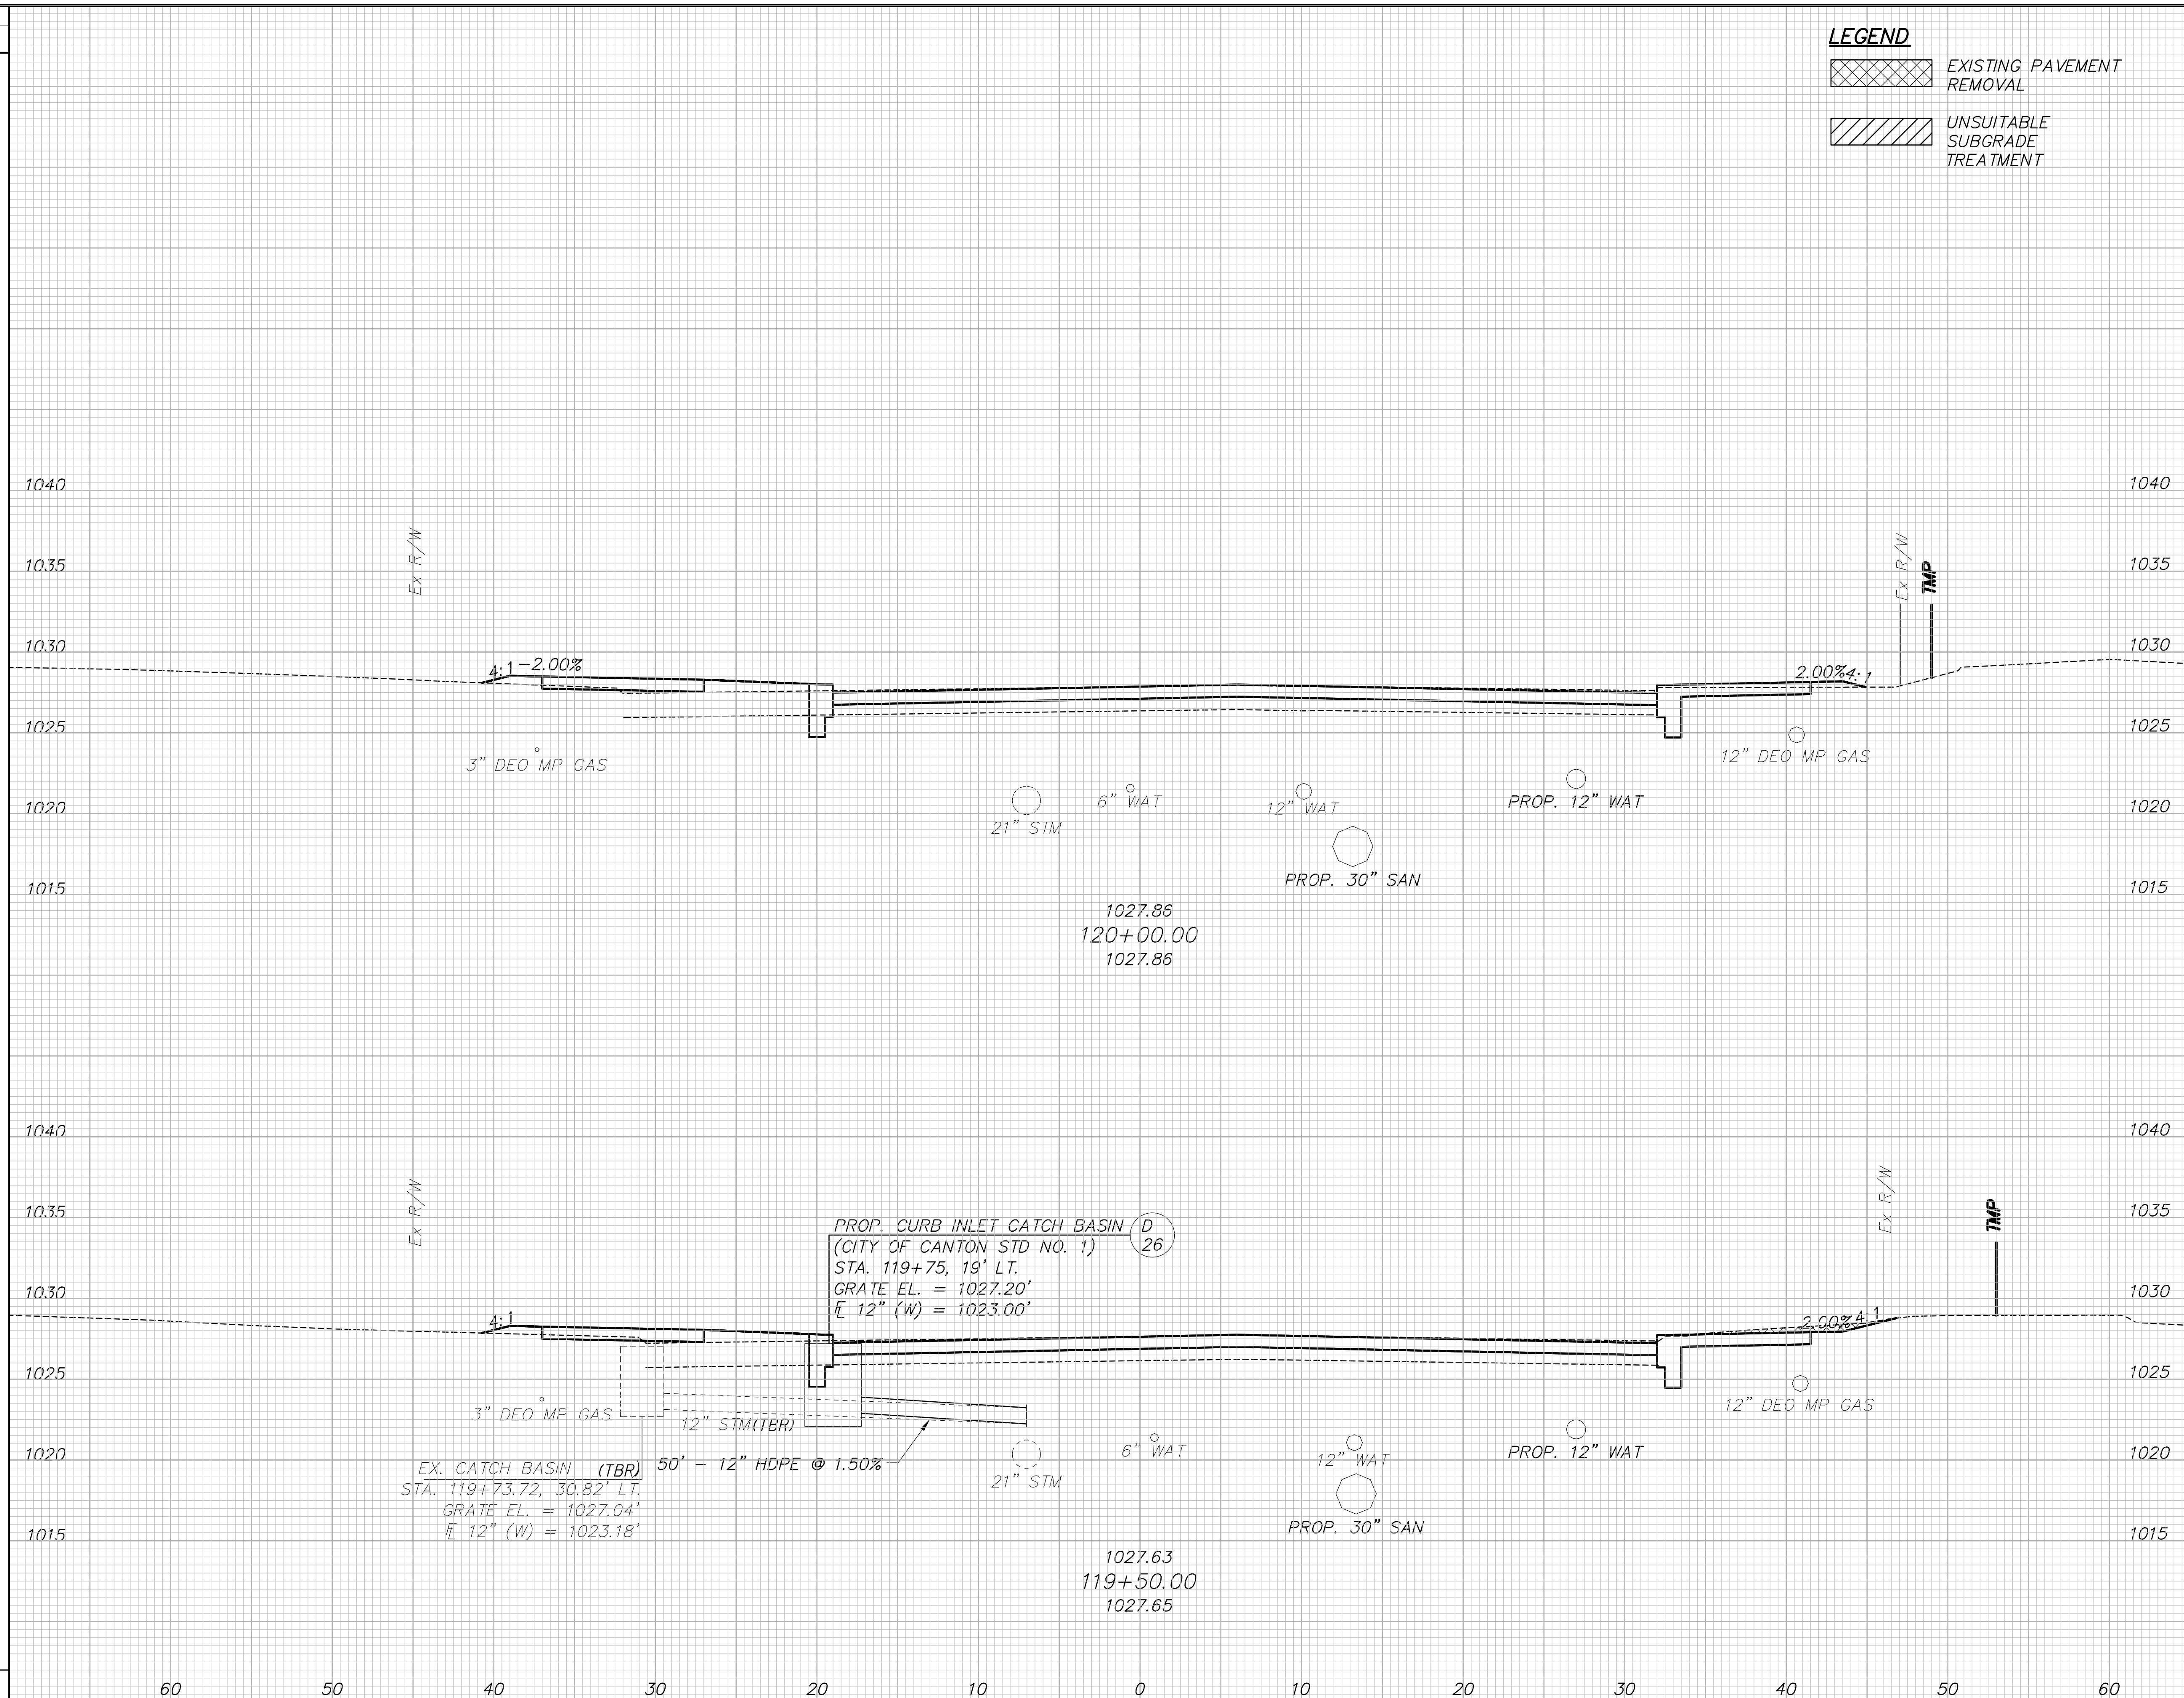 LEGEND
EXISTING PAVEMENT
REMOVAL
UNSUITABLE
SUBGRADE
TREATMENT
1040 1040
Ex R/W Ex R/W TMP
1035 1035
1030 1030
4:1 -2.00% 2.00% 4:1
1025 1025
3" DEO MP GAS 12" DEO MP GAS
6" WAT 12" WAT PROP. 12" WAT
1020 1020
21" STM
PROP. 30" SAN
1015 1015
1027.86
120+00.00
1027.86
1040 1040
Ex R/W Ex R/W TMP
1035 1035
PROP. CURB INLET CATCH BASIN D
(CITY OF CANTON STD NO. 1) 26
STA. 119+75, 19' LT.
GRATE EL. = 1027.20'
FL 12" (W) = 1023.00'
1030 1030
4:1 2.00% 4:1
1025 1025
3" DEO MP GAS 12" STM(TBR) 12" DEO MP GAS
6" WAT 12" WAT PROP. 12" WAT
1020 1020
50' - 12" HDPE @ 1.50%
21" STM
EX. CATCH BASIN (TBR)
STA. 119+73.72, 30.82' LT.
GRATE EL. = 1027.04'
FL 12" (W) = 1023.18'
PROP. 30" SAN
1015 1015
1027.63
119+50.00
1027.65
60 50 40 30 20 10 0 10 20 30 40 50 60